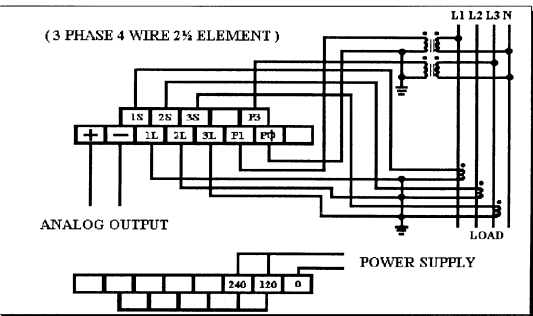 L1 L2 L3 N
( 3 PHASE 4 WIRE 2½ ELEMENT )
1S 2S 3S P3
+ − 1L 2L 3L P1 P0
ANALOG OUTPUT
LOAD
POWER SUPPLY
240 120 0